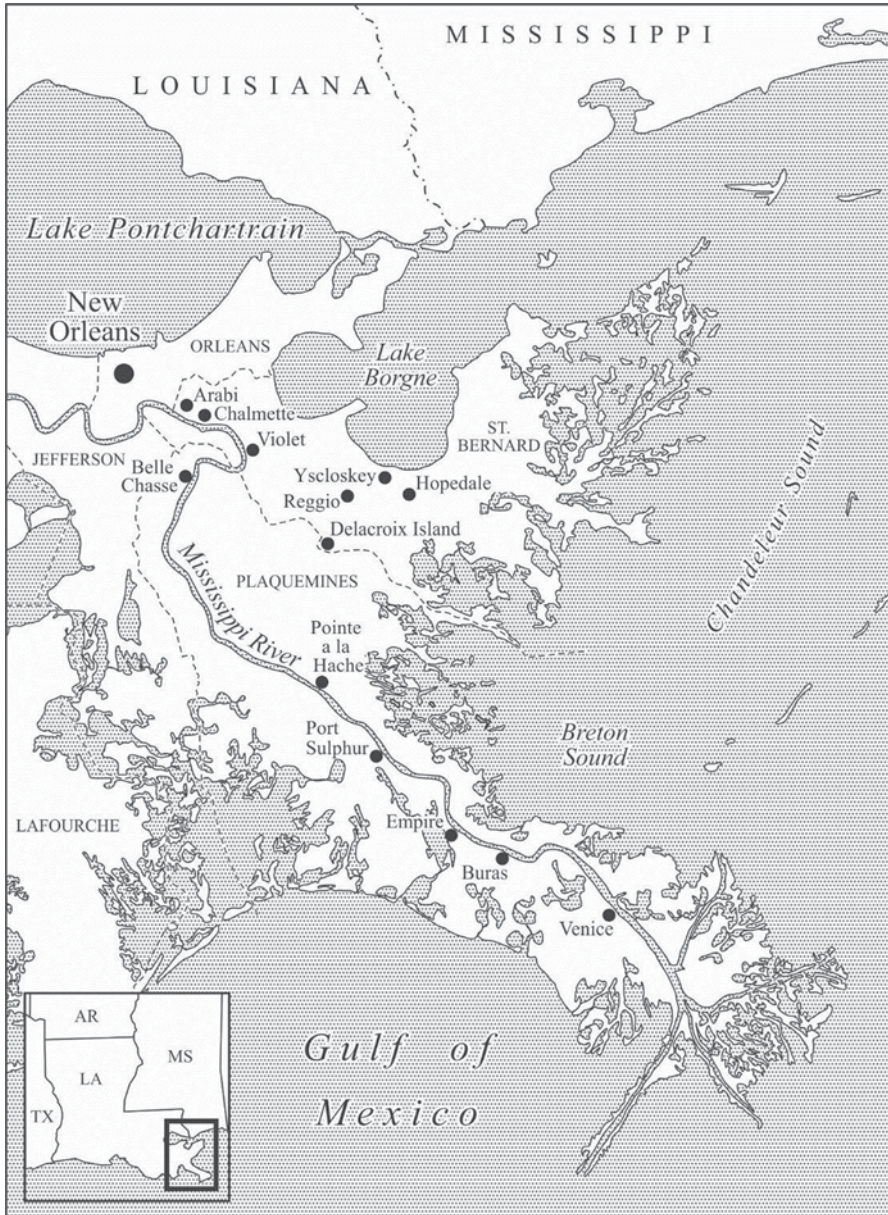 MISSISSIPPI
LOUISIANA
Lake Pontchartrain
New
Orleans
ORLEANS
Lake
Borgne
Arabi
Chalmette
ST.
BERNARD
Violet
JEFFERSON
Belle
Chasse
Yscloskey
Hopedale
Reggio
Delacroix Island
Chandeleur Sound
PLAQUEMINES
Mississippi River
Pointe
a la
Hache
Port
Sulphur
Breton
Sound
LAFOURCHE
Empire
Buras
Venice
AR
MS
LA
TX
Gulf of
Mexico